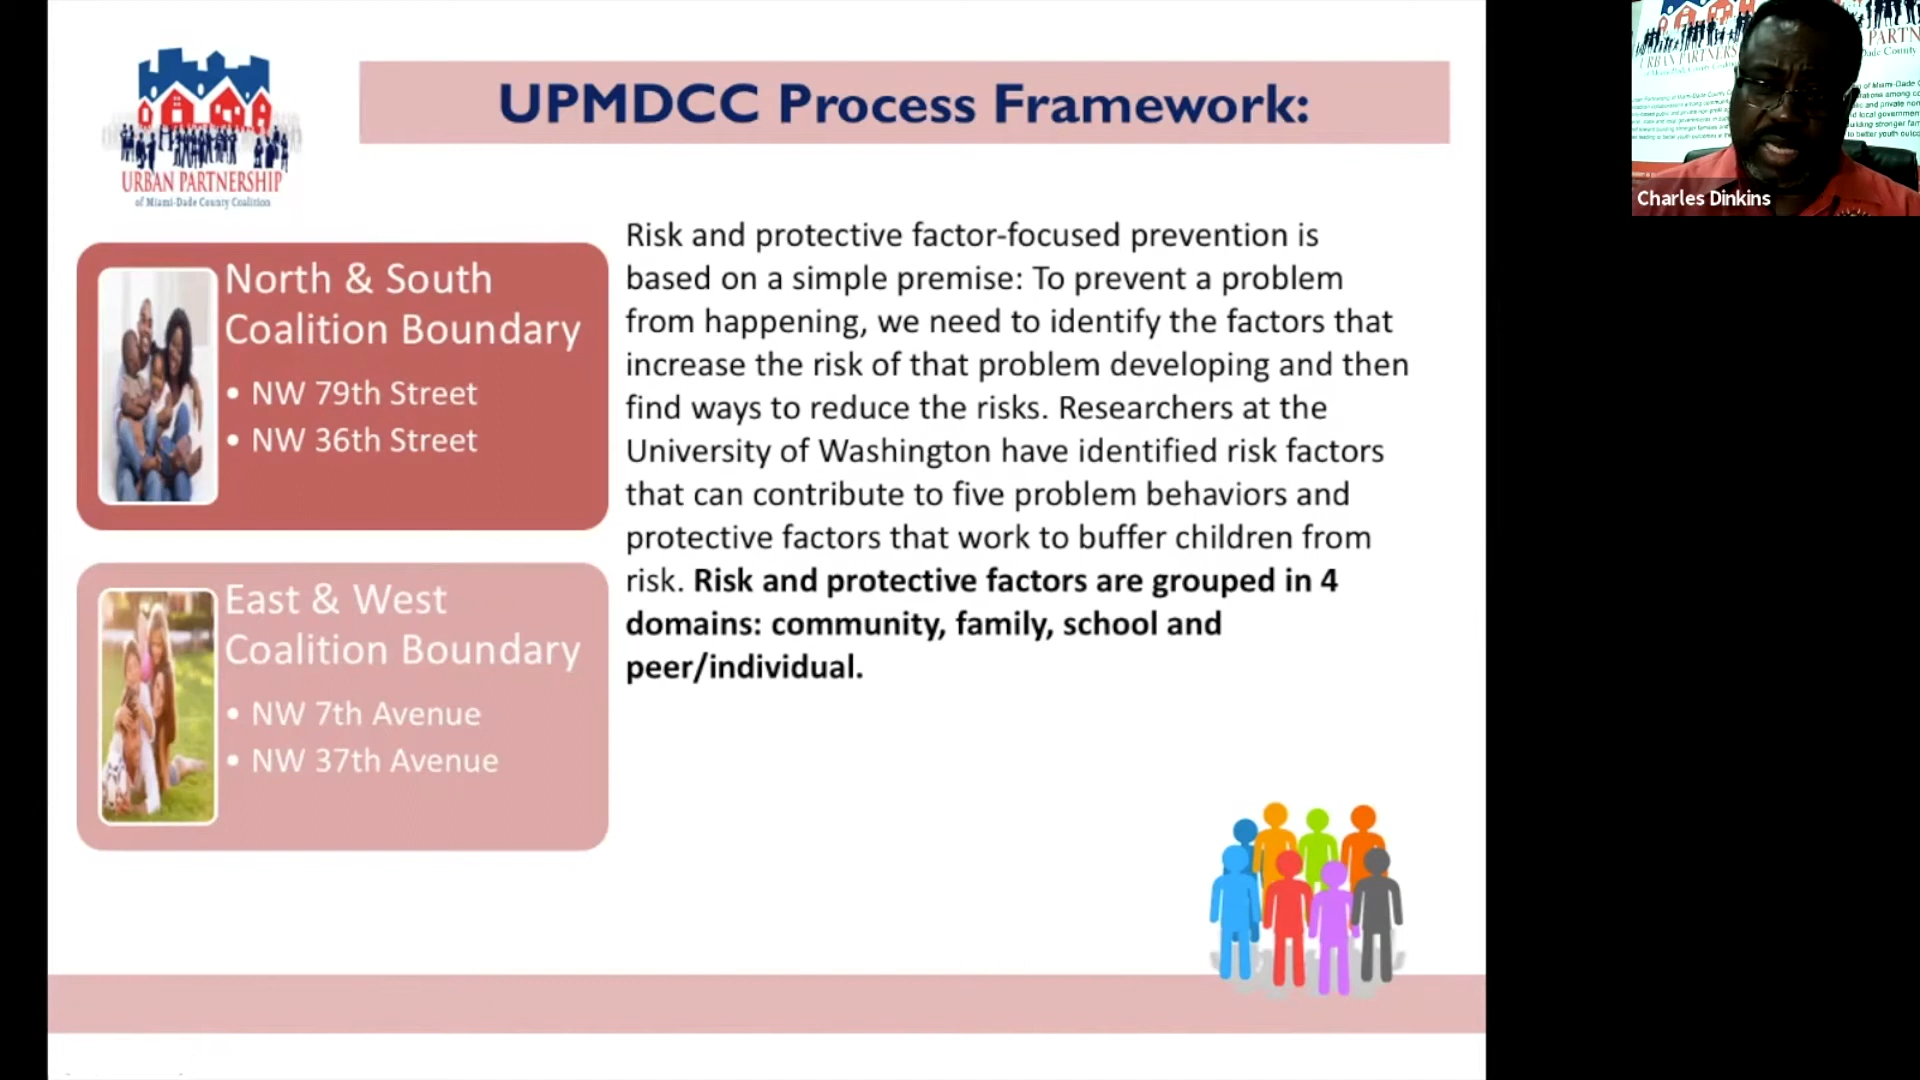 UPMDCC Process Framework:
URBAN PARTNERSHIP
of Miami-Dade County Coalition
North & South
Coalition Boundary
• NW 79th Street
• NW 36th Street
East & West
Coalition Boundary
• NW 7th Avenue
• NW 37th Avenue
Risk and protective factor-focused prevention is
based on a simple premise: To prevent a problem
from happening, we need to identify the factors that
increase the risk of that problem developing and then
find ways to reduce the risks. Researchers at the
University of Washington have identified risk factors
that can contribute to five problem behaviors and
protective factors that work to buffer children from
risk. Risk and protective factors are grouped in 4
domains: community, family, school and
peer/individual.
Charles Dinkins